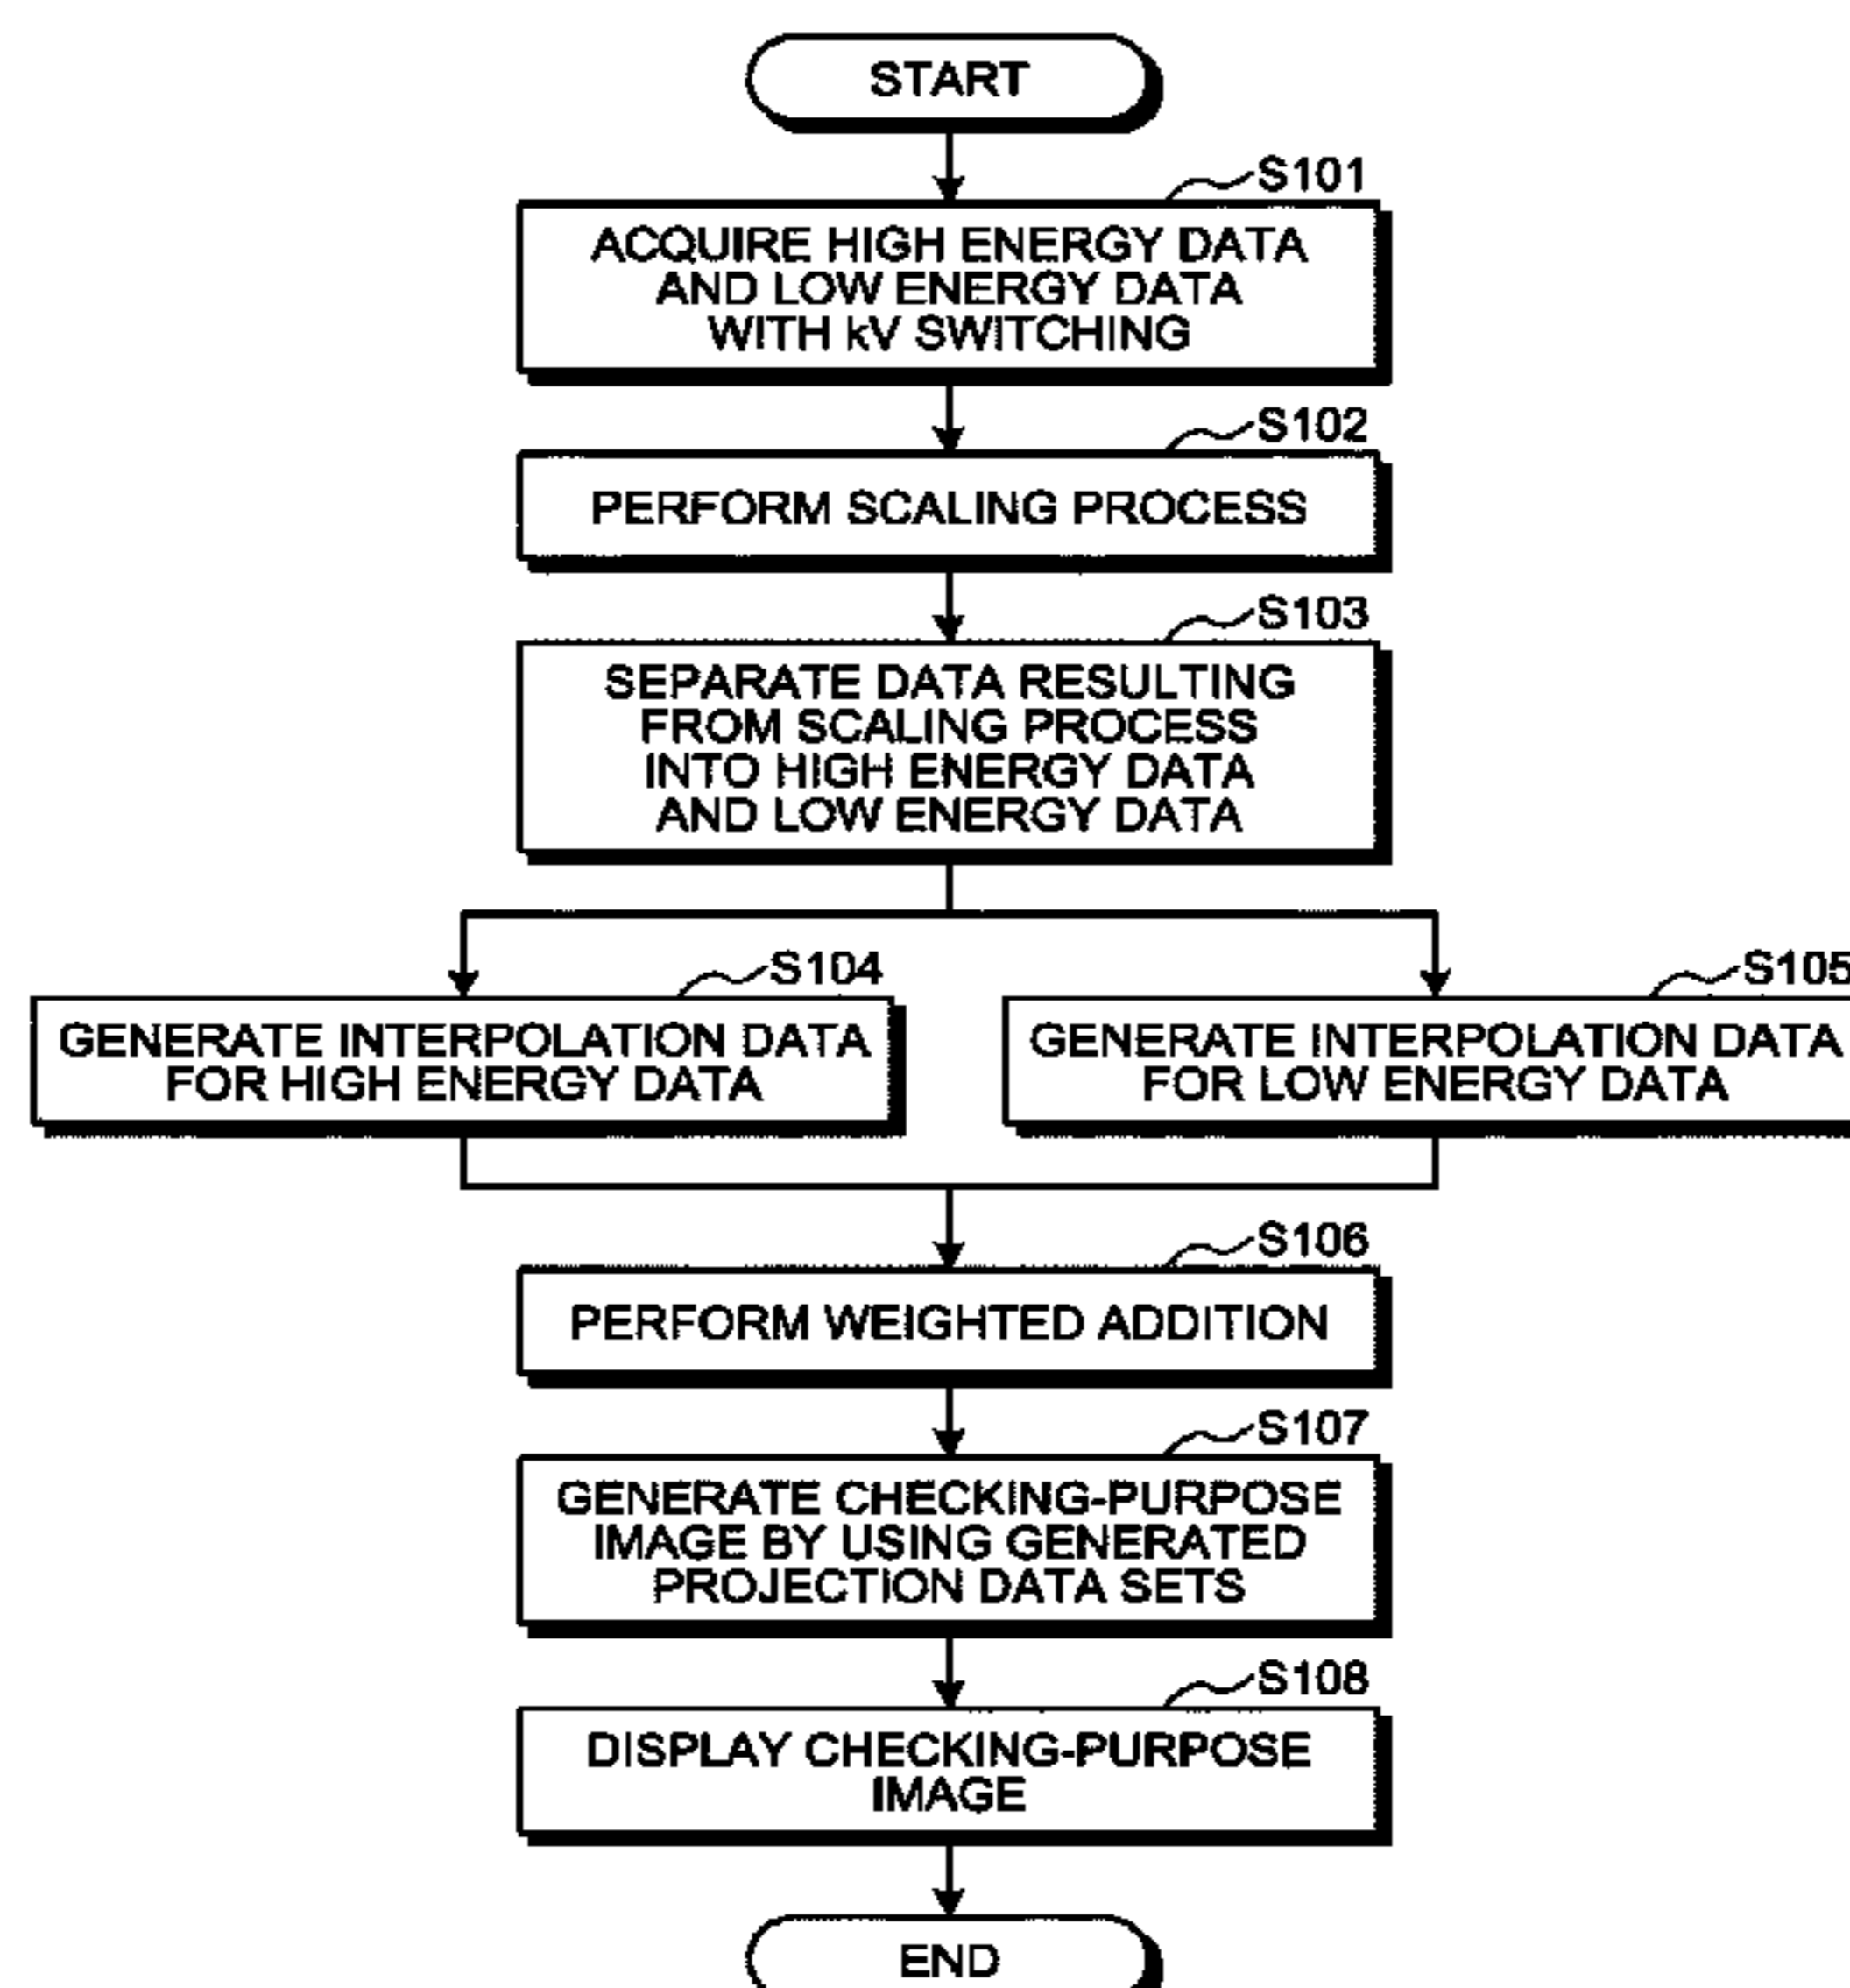 START
S101
ACQUIRE HIGH ENERGY DATA
AND LOW ENERGY DATA
WITH kV SWITCHING
S102
PERFORM SCALING PROCESS
S103
SEPARATE DATA RESULTING
FROM SCALING PROCESS
INTO HIGH ENERGY DATA
AND LOW ENERGY DATA
S104
GENERATE INTERPOLATION DATA
FOR HIGH ENERGY DATA
S105
GENERATE INTERPOLATION DATA
FOR LOW ENERGY DATA
S106
PERFORM WEIGHTED ADDITION
S107
GENERATE CHECKING-PURPOSE
IMAGE BY USING GENERATED
PROJECTION DATA SETS
S108
DISPLAY CHECKING-PURPOSE
IMAGE
END